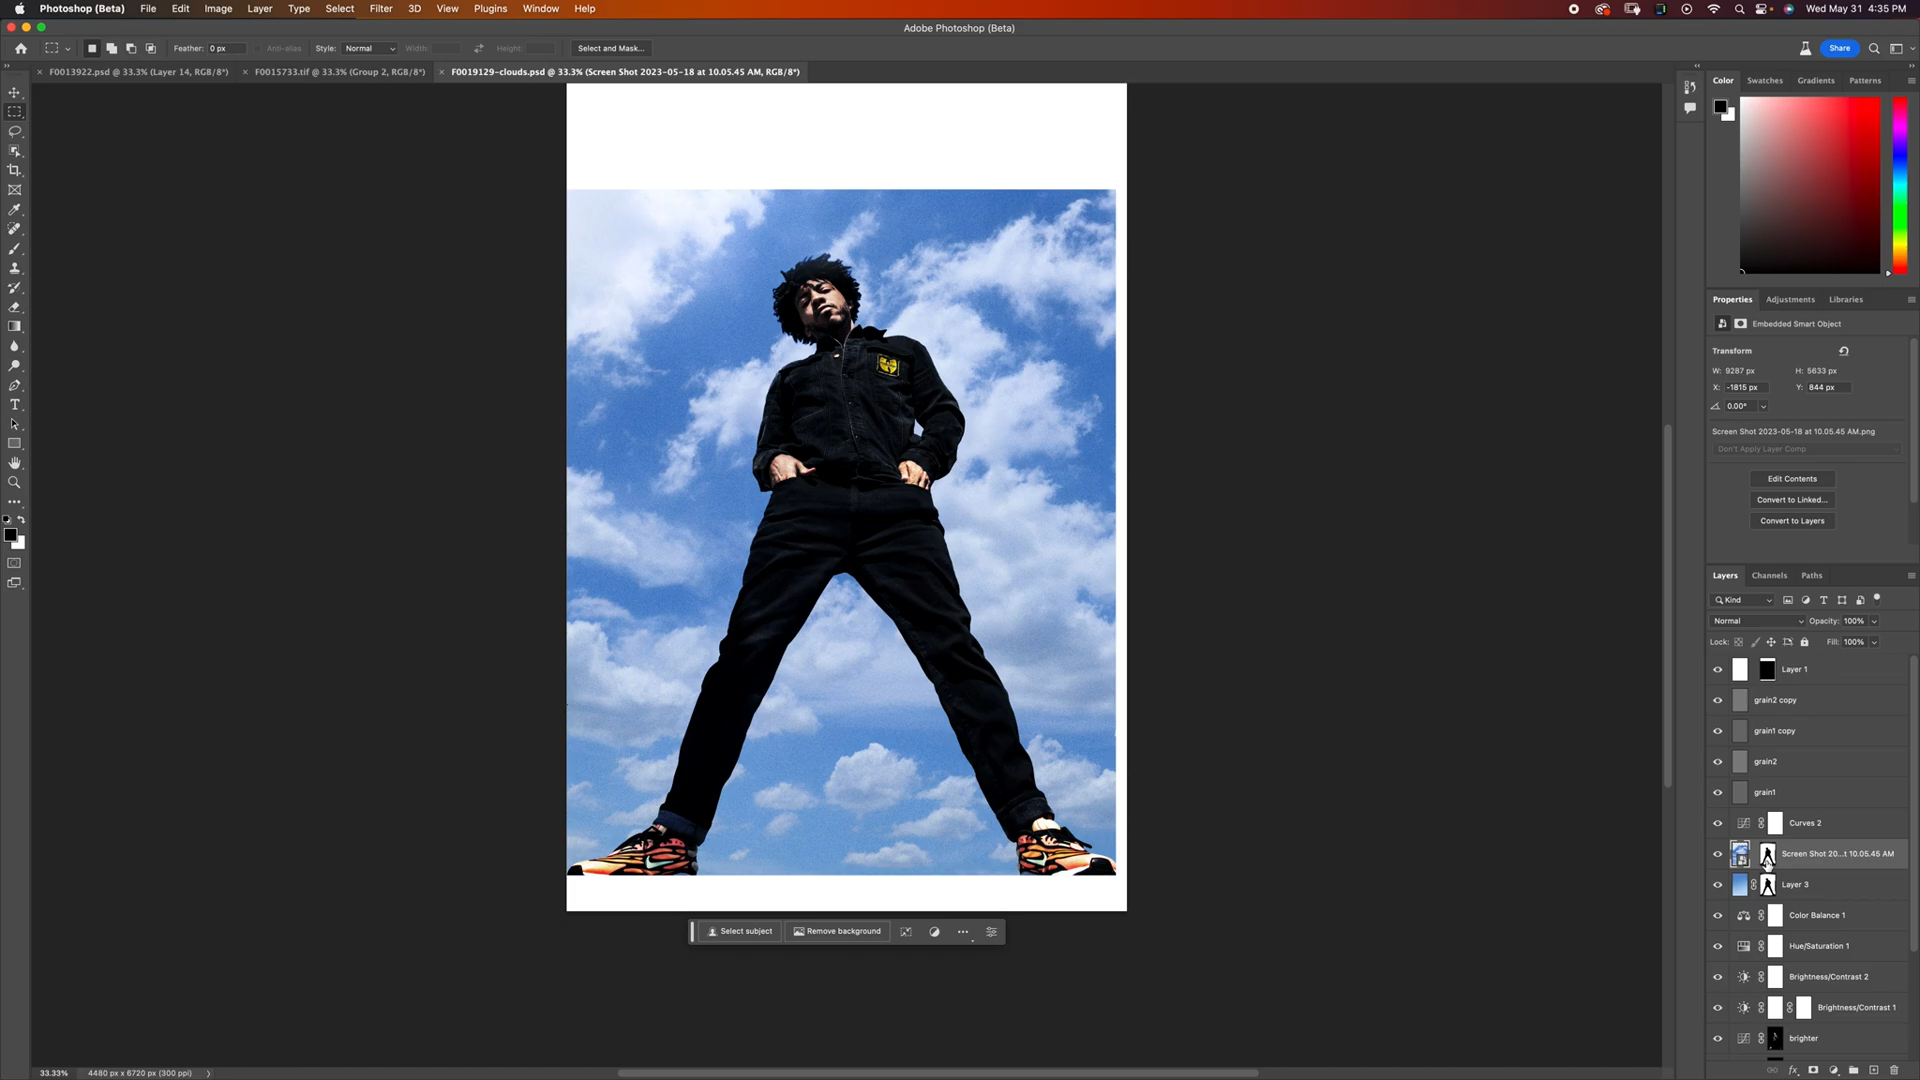 Photoshop (Beta) File Edit Image Layer Type Select Filter 3D View Plugins Window Help Wed May 31 4:35 PM
Adobe Photoshop (Beta)
Feather: 0 px Anti-alias Style: Normal Width: Height: Select and Mask... Share
F0013922.psd @ 33.3% (Layer 14, RGB/8*) F0015733.tif @ 33.3% (Group 2, RGB/8*) F0019129-clouds.psd @ 33.3% (Screen Shot 2023-05-18 at 10.05.45 AM, RGB/8*)
Color Swatches Gradients Patterns
Properties Adjustments Libraries
Embedded Smart Object
Transform
W: 9287 px H: 5633 px
X: -1815 px Y: 844 px
0.00°
Screen Shot 2023-05-18 at 10.05.45 AM.png
Don't Apply Layer Comp
Edit Contents
Convert to Linked...
Convert to Layers
Layers Channels Paths
Kind
Normal Opacity: 100%
Lock: Fill: 100%
Layer 1
grain2 copy
grain1 copy
grain2
grain1
Curves 2
Screen Shot 20...t 10.05.45 AM
Layer 3
Color Balance 1
Hue/Saturation 1
Brightness/Contrast 2
Brightness/Contrast 1
brighter
Select subject Remove background
33.33% 4480 px x 6720 px (300 ppi)